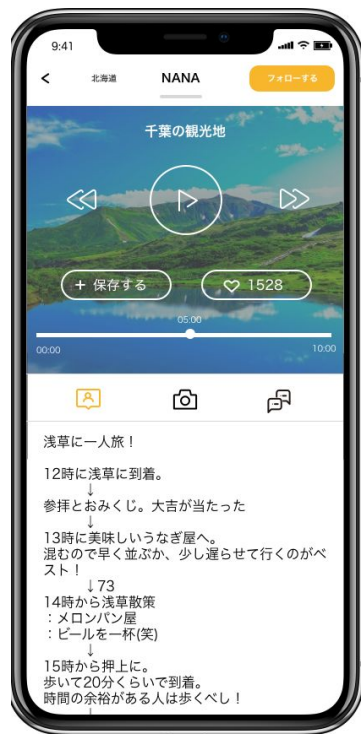 9:41
北海道
NANA
フォローする
千葉の観光地
+ 保存する
1528
05:00
00:00
10:00
浅草に一人旅！
12時に浅草に到着。
↓
参拝とおみくじ。大吉が当たった
↓
13時に美味しいうなぎ屋へ。
混むので早く並ぶか、少し遅らせて行くのがベ
スト！
↓73
14時から浅草散策
：メロンパン屋
：ビールを一杯(笑)
↓
15時から押上に。
歩いて20分くらいで到着。
時間の余裕がある人は歩くべし！